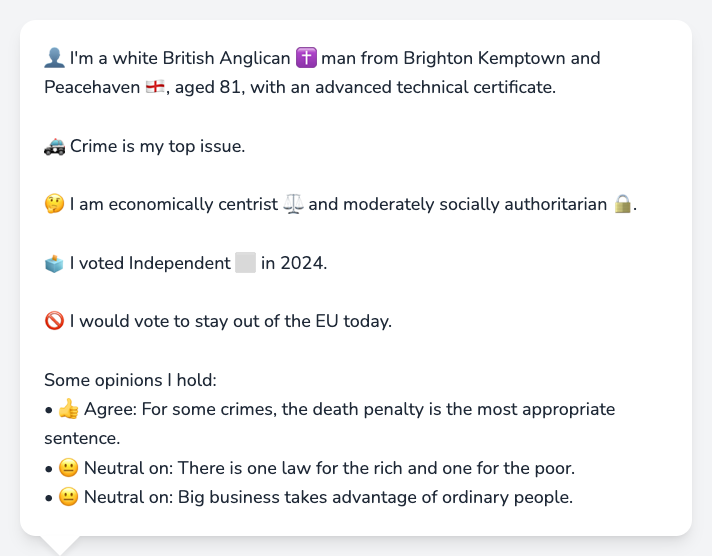 👤 I'm a white British Anglican ✝️ man from Brighton Kemptown and
Peacehaven 🏴󠁧󠁢󠁥󠁮󠁧󠁿, aged 81, with an advanced technical certificate.
🚓 Crime is my top issue.
🤔 I am economically centrist ⚖️ and moderately socially authoritarian 🔒.
🗳️ I voted Independent ⬜ in 2024.
🚫 I would vote to stay out of the EU today.
Some opinions I hold:
• 👍 Agree: For some crimes, the death penalty is the most appropriate
sentence.
• 😐 Neutral on: There is one law for the rich and one for the poor.
• 😐 Neutral on: Big business takes advantage of ordinary people.